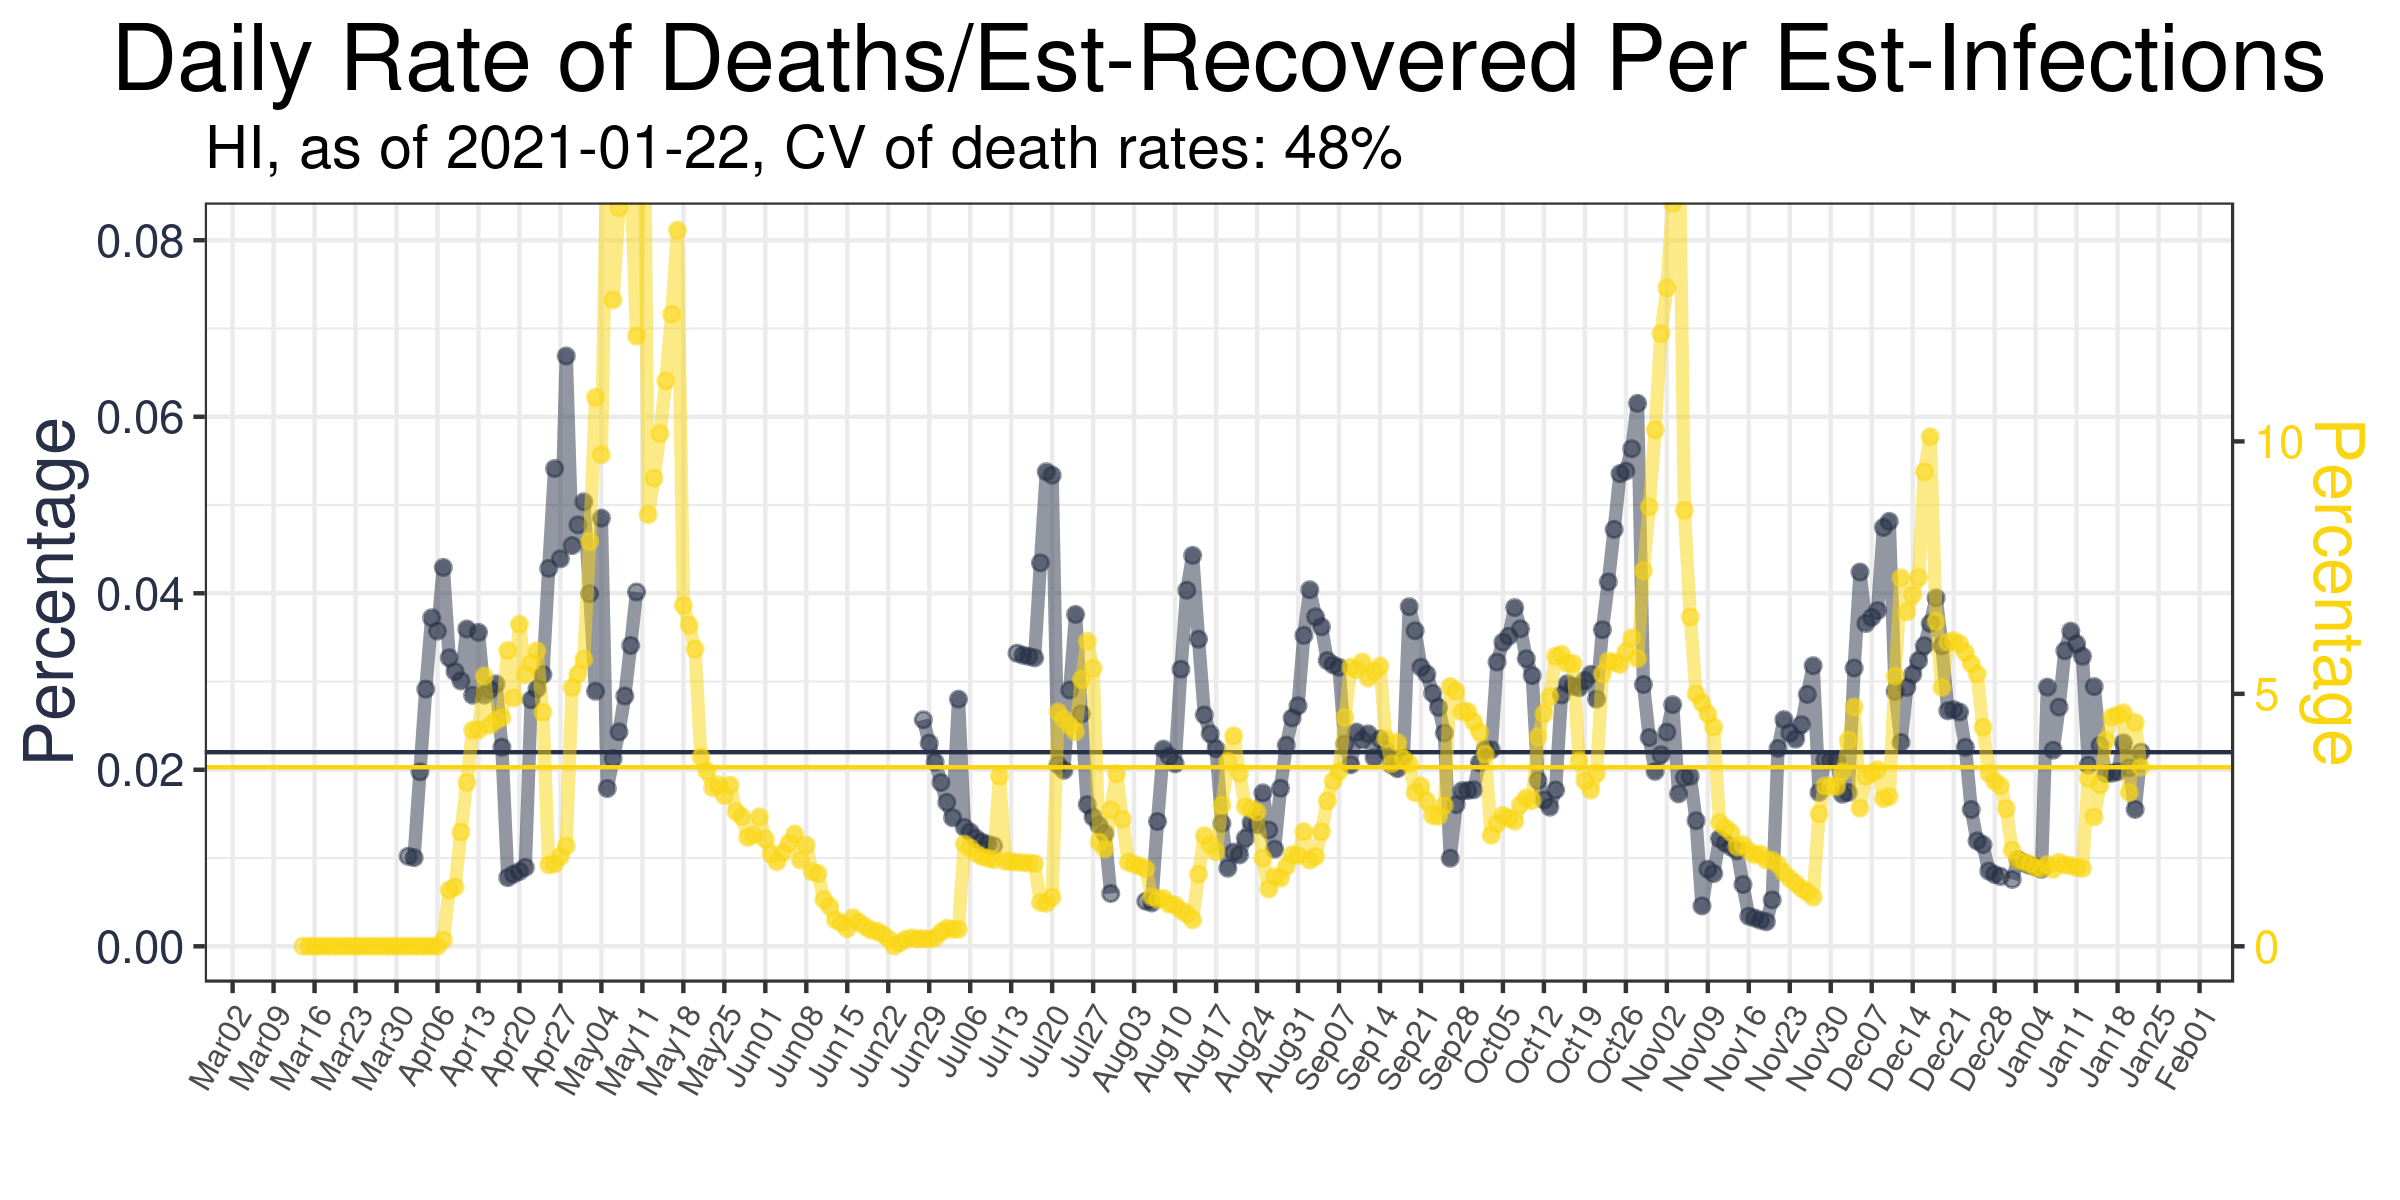 Daily Rate of Deaths/Est-Recovered Per Est-Infections
HI, as of 2021-01-22, CV of death rates: 48%
Percentage
0.08
0.06
0.04
0.02
0.00
10
5
0
Percentage
Mar02 Mar09 Mar16 Mar23 Mar30 Apr06 Apr13 Apr20 Apr27 May04 May11 May18 May25 Jun01 Jun08 Jun15 Jun22 Jun29 Jul06 Jul13 Jul20 Jul27 Aug03 Aug10 Aug17 Aug24 Aug31 Sep07 Sep14 Sep21 Sep28 Oct05 Oct12 Oct19 Oct26 Nov02 Nov09 Nov16 Nov23 Nov30 Dec07 Dec14 Dec21 Dec28 Jan04 Jan11 Jan18 Jan25 Feb01